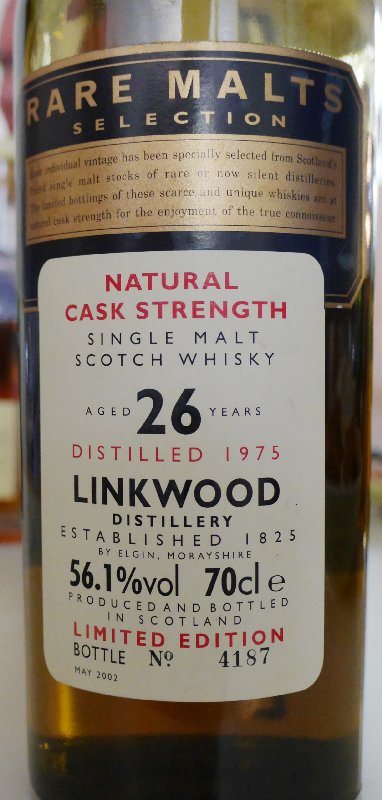 RARE MALTS
SELECTION
Each individual vintage has been specially selected from Scotland's
finest single malt stocks of rare or now silent distilleries.
The limited bottlings of these scarce and unique whiskies are at
natural cask strength for the enjoyment of the true connoisseur.
NATURAL
CASK STRENGTH
SINGLE MALT
SCOTCH WHISKY
AGED 26 YEARS
DISTILLED 1975
LINKWOOD
DISTILLERY
ESTABLISHED 1825
BY ELGIN, MORAYSHIRE
56.1%vol 70cl e
PRODUCED AND BOTTLED
IN SCOTLAND
LIMITED EDITION
BOTTLE Nº 4187
MAY 2002